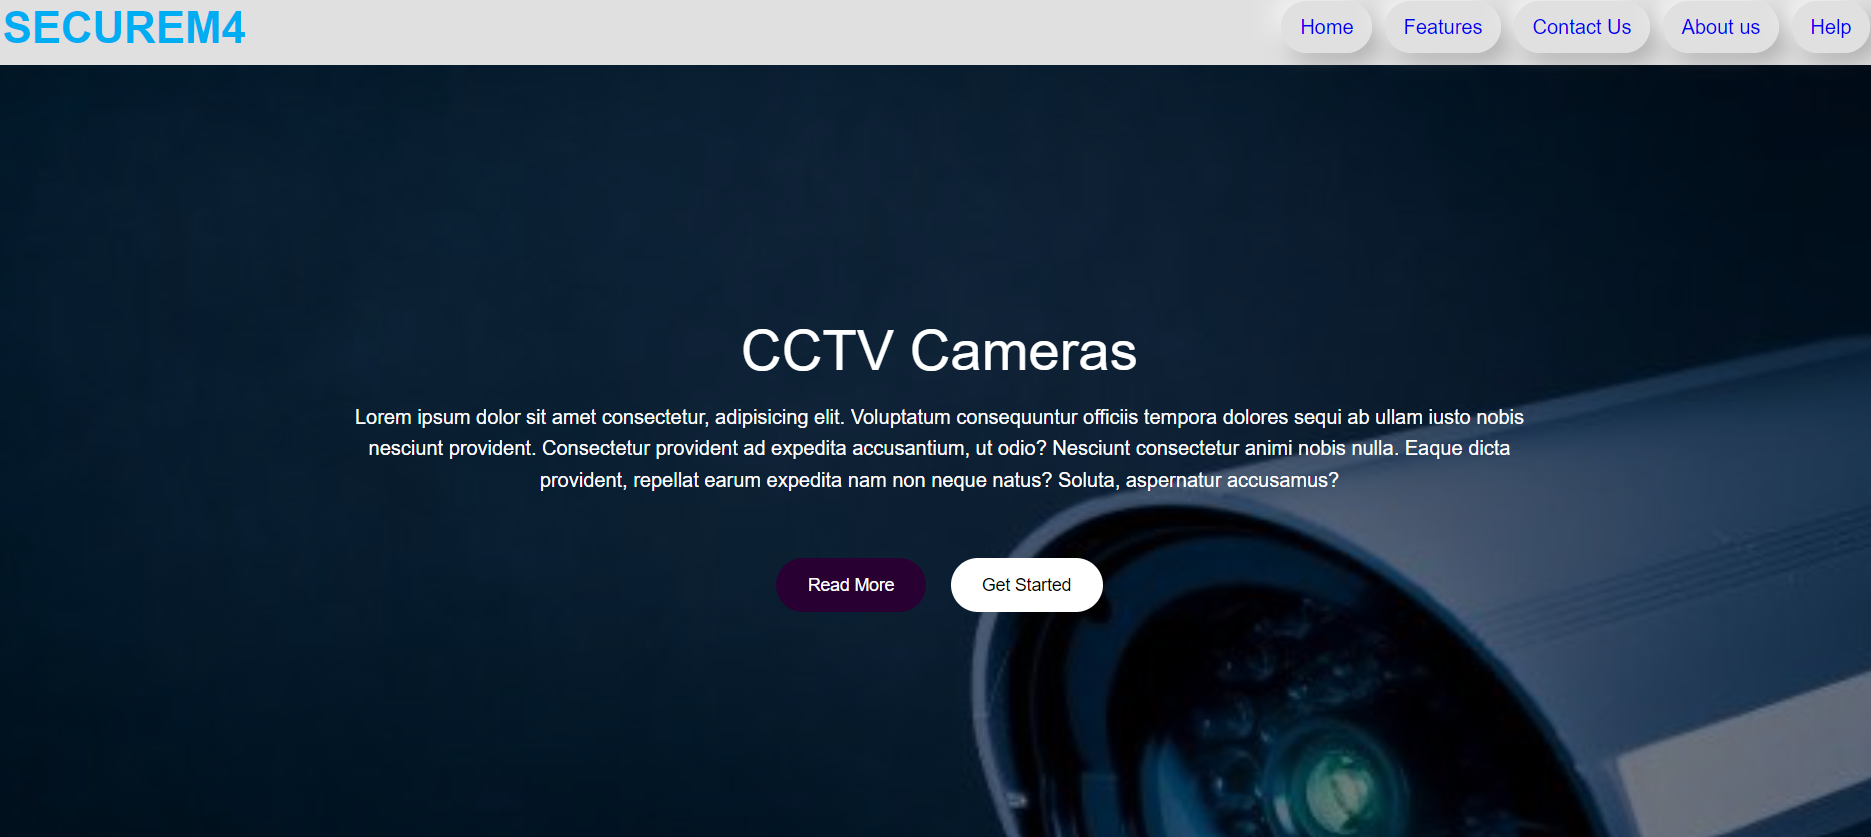 SECUREM4
Home
Features
Contact Us
About us
Help
CCTV Cameras
Lorem ipsum dolor sit amet consectetur, adipisicing elit. Voluptatum consequuntur officiis tempora dolores sequi ab ullam iusto nobis
nesciunt provident. Consectetur provident ad expedita accusantium, ut odio? Nesciunt consectetur animi nobis nulla. Eaque dicta
provident, repellat earum expedita nam non neque natus? Soluta, aspernatur accusamus?
Read More
Get Started